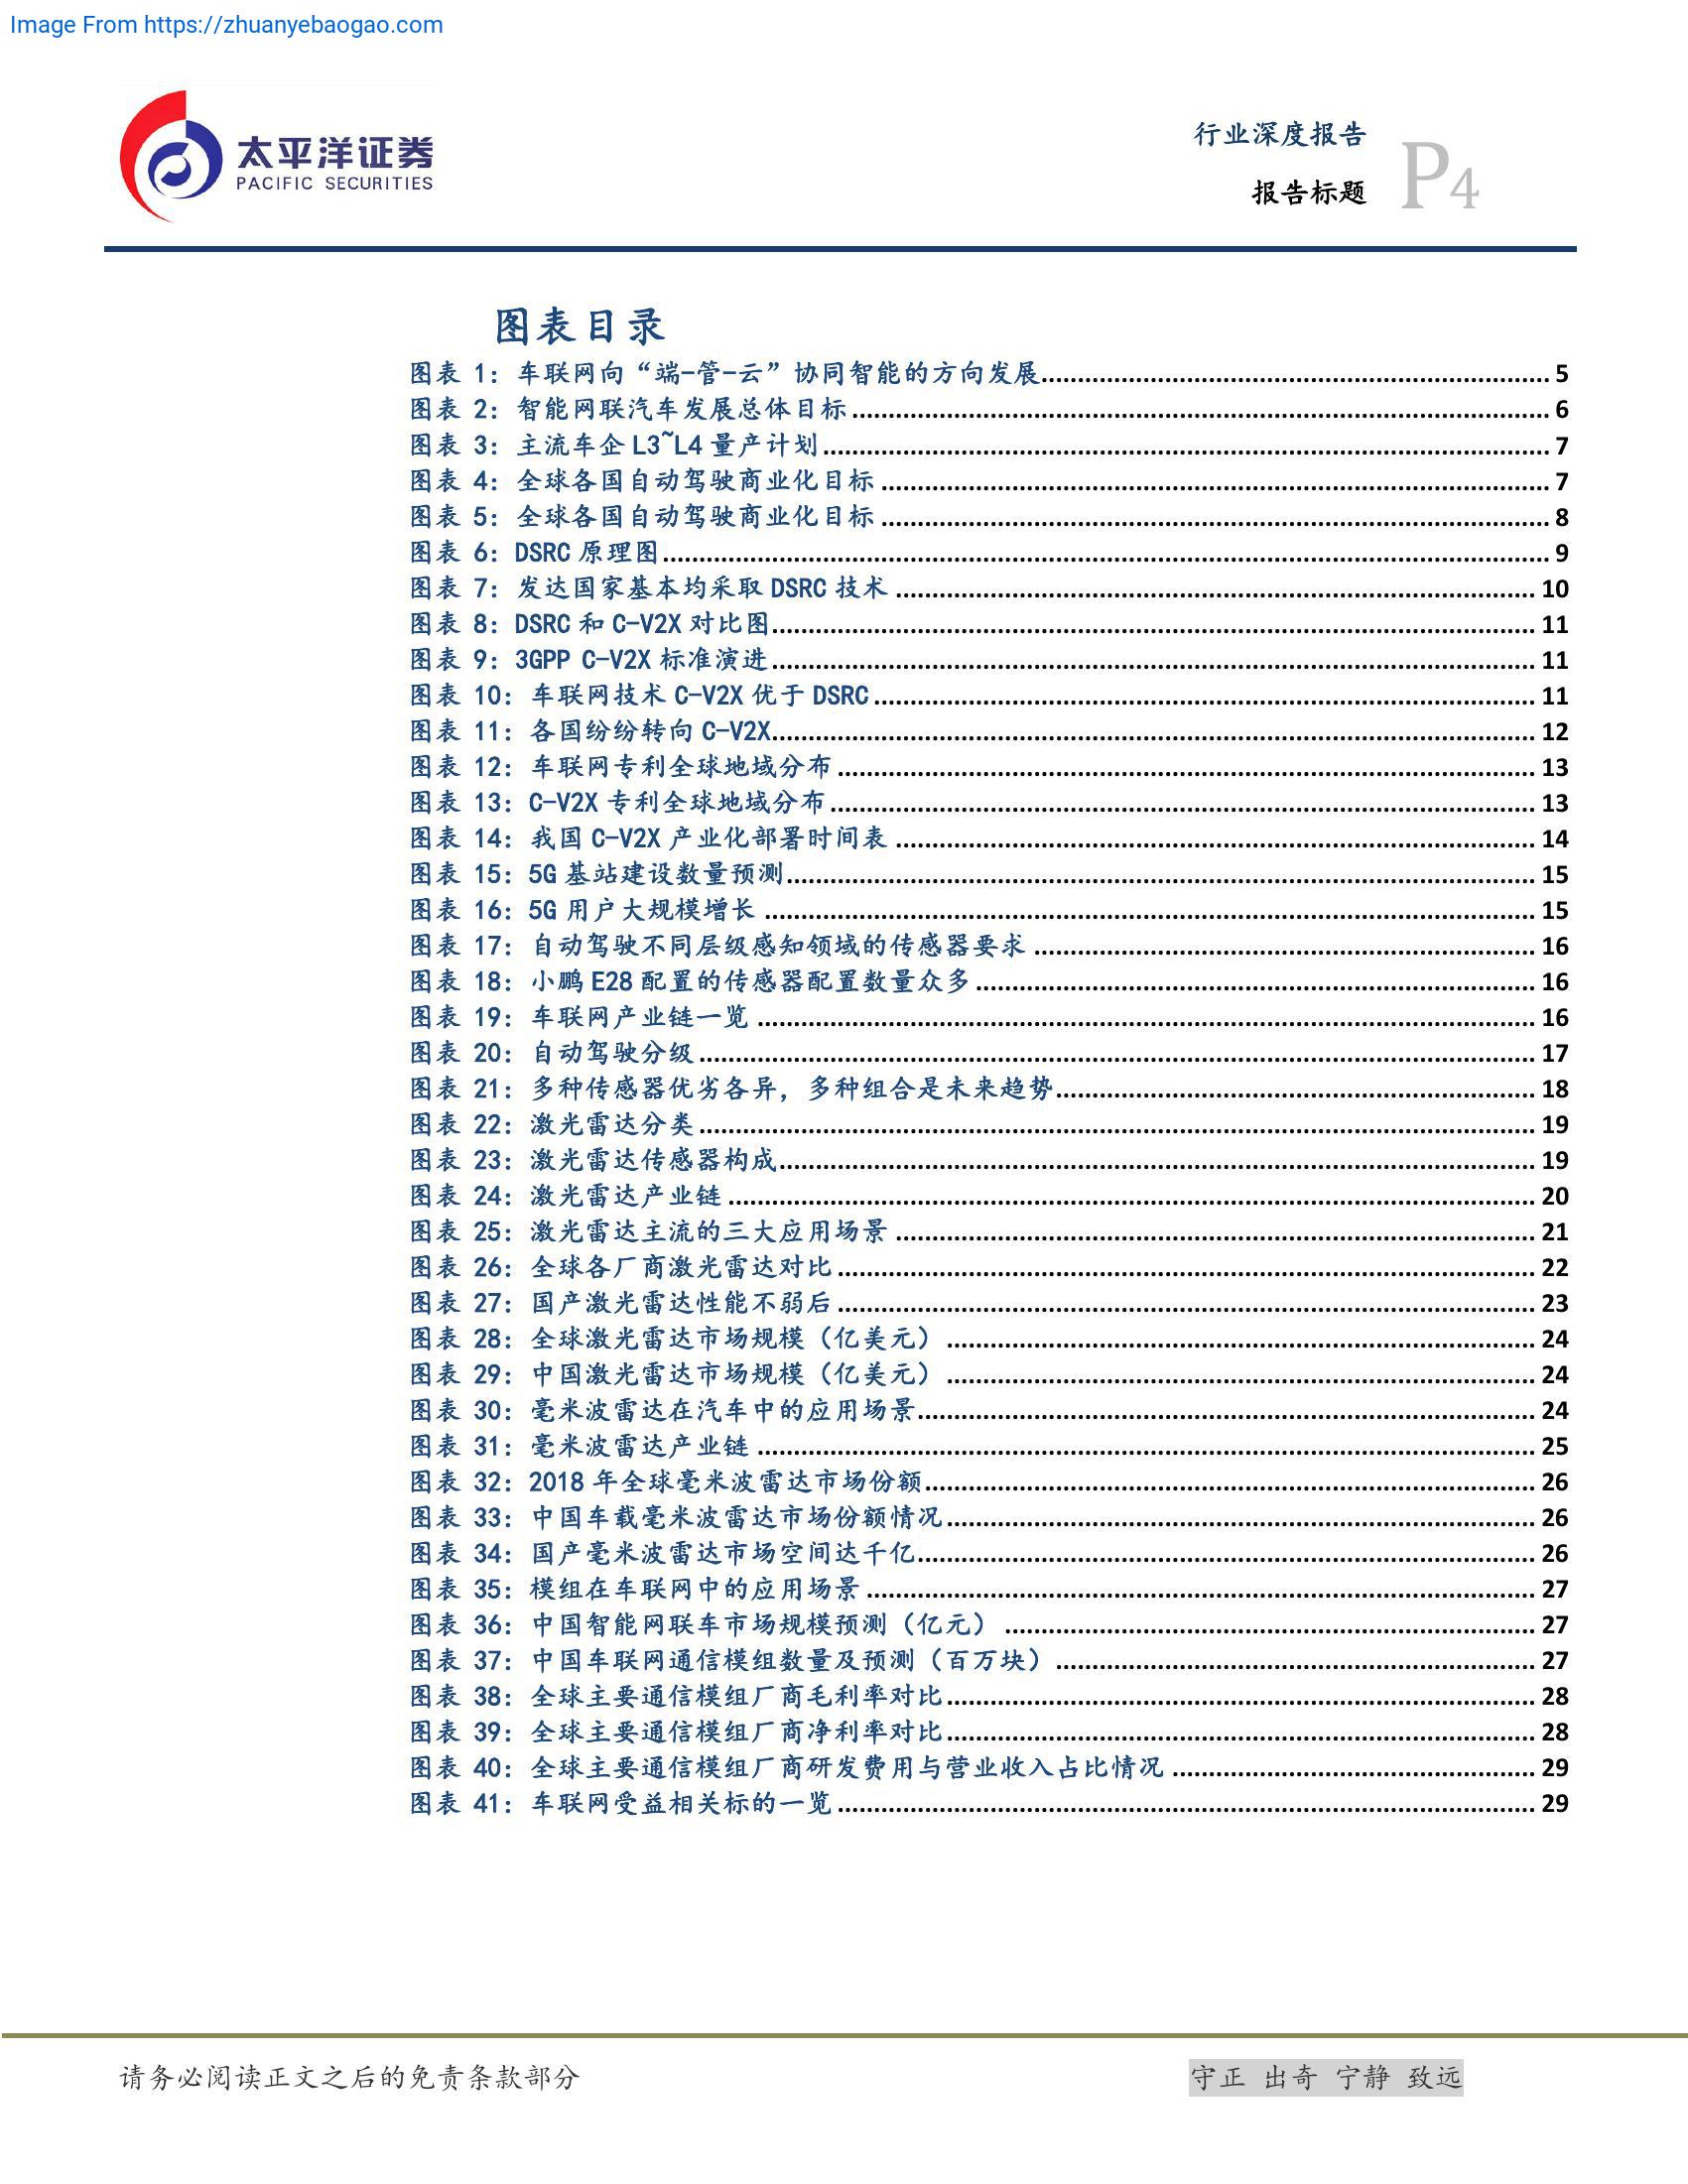 Image From https://zhuanyebaogao.com
太平洋证券
PACIFIC SECURITIES
行业深度报告
报告标题
P4
图表目录
图表 1：车联网向“端-管-云”协同智能的方向发展 5
图表 2：智能网联汽车发展总体目标 6
图表 3：主流车企 L3~L4 量产计划 7
图表 4：全球各国自动驾驶商业化目标 7
图表 5：全球各国自动驾驶商业化目标 8
图表 6：DSRC 原理图 9
图表 7：发达国家基本均采取 DSRC 技术 10
图表 8：DSRC 和 C-V2X 对比图 11
图表 9：3GPP C-V2X 标准演进 11
图表 10：车联网技术 C-V2X 优于 DSRC 11
图表 11：各国纷纷转向 C-V2X 12
图表 12：车联网专利全球地域分布 13
图表 13：C-V2X 专利全球地域分布 13
图表 14：我国 C-V2X 产业化部署时间表 14
图表 15：5G 基站建设数量预测 15
图表 16：5G 用户大规模增长 15
图表 17：自动驾驶不同层级感知领域的传感器要求 16
图表 18：小鹏 E28 配置的传感器配置数量众多 16
图表 19：车联网产业链一览 16
图表 20：自动驾驶分级 17
图表 21：多种传感器优劣各异，多种组合是未来趋势 18
图表 22：激光雷达分类 19
图表 23：激光雷达传感器构成 19
图表 24：激光雷达产业链 20
图表 25：激光雷达主流的三大应用场景 21
图表 26：全球各厂商激光雷达对比 22
图表 27：国产激光雷达性能不弱后 23
图表 28：全球激光雷达市场规模（亿美元） 24
图表 29：中国激光雷达市场规模（亿美元） 24
图表 30：毫米波雷达在汽车中的应用场景 24
图表 31：毫米波雷达产业链 25
图表 32：2018 年全球毫米波雷达市场份额 26
图表 33：中国车载毫米波雷达市场份额情况 26
图表 34：国产毫米波雷达市场空间达千亿 26
图表 35：模组在车联网中的应用场景 27
图表 36：中国智能网联车市场规模预测（亿元） 27
图表 37：中国车联网通信模组数量及预测（百万块） 27
图表 38：全球主要通信模组厂商毛利率对比 28
图表 39：全球主要通信模组厂商净利率对比 28
图表 40：全球主要通信模组厂商研发费用与营业收入占比情况 29
图表 41：车联网受益相关标的一览 29
请务必阅读正文之后的免责条款部分
守正 出奇 宁静 致远